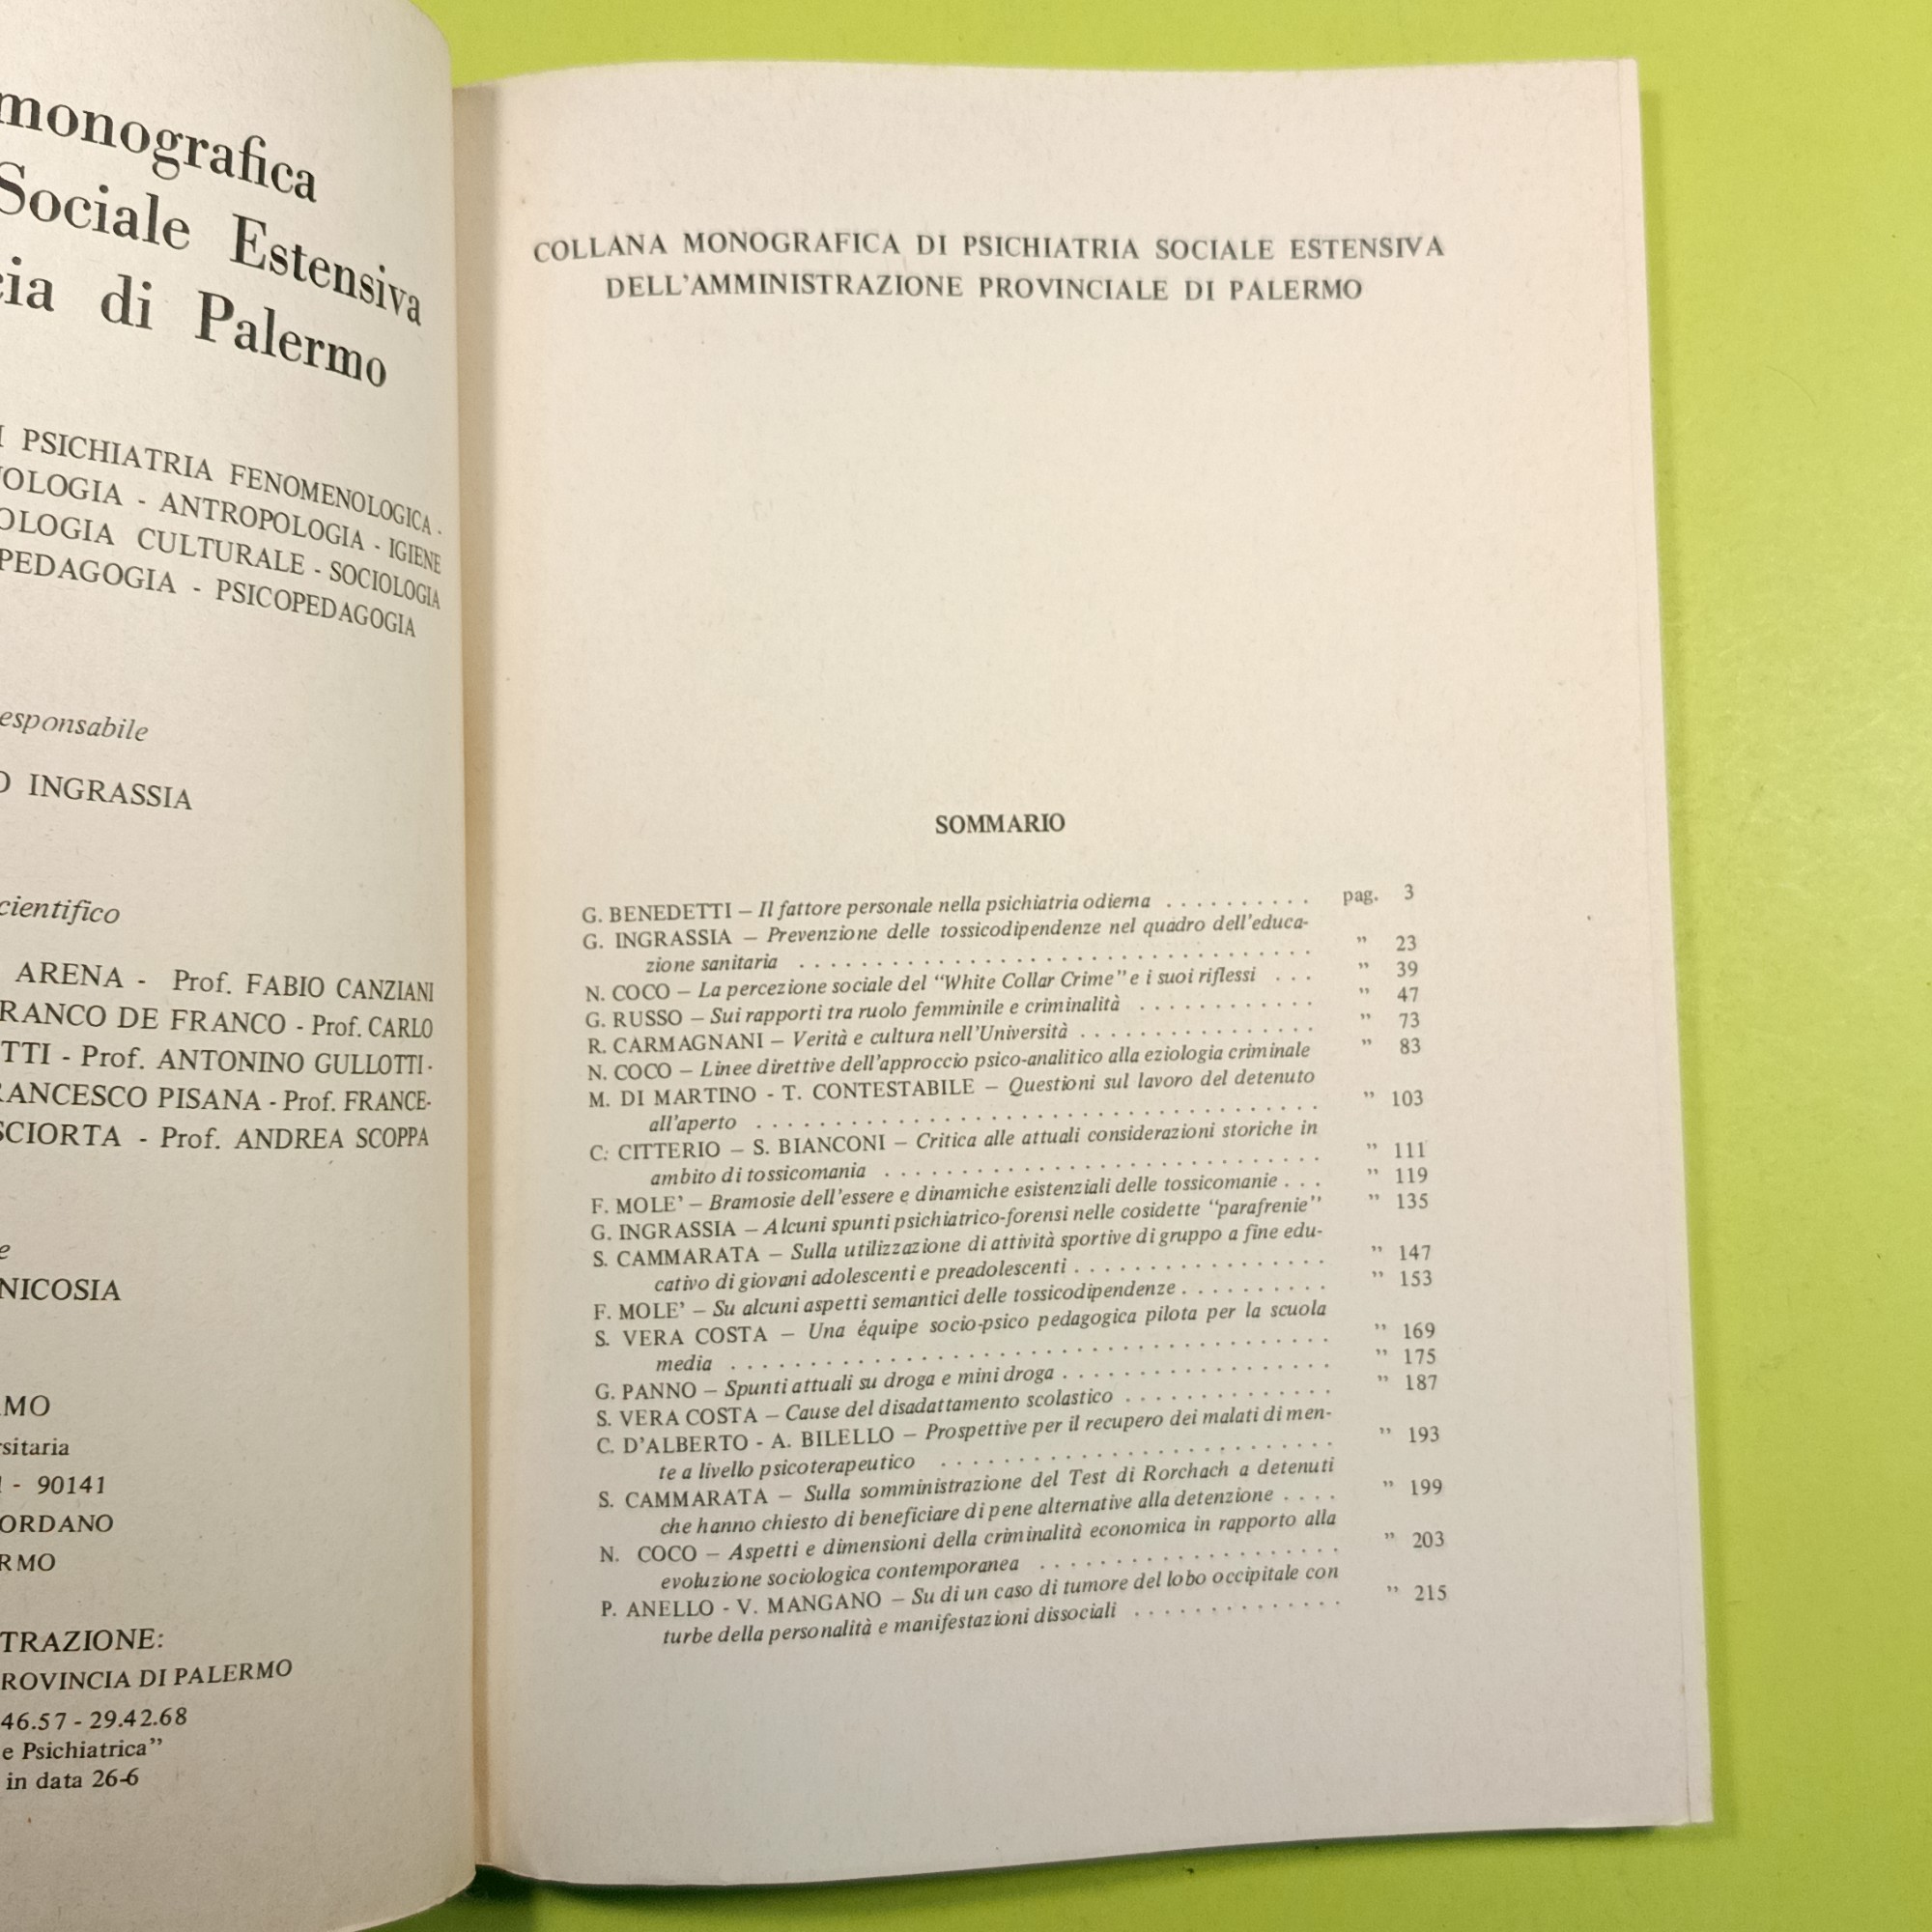 monografica
Sociale Estensiva
di Palermo
PSICHIATRIA FENOMENOLOGICA -
- ANTROPOLOGIA - IGIENE
CULTURALE - SOCIOLOGIA
PEDAGOGIA - PSICOPEDAGOGIA
esponsabile
INGRASSIA
cientifico
ARENA - Prof. FABIO CANZIANI
RANCO DE FRANCO - Prof. CARLO
TTI - Prof. ANTONINO GULLOTTI -
RANCESCO PISANA - Prof. FRANCE-
SCIORTA - Prof. ANDREA SCOPPA
e
NICOSIA
MO
rsitaria
- 90141
ORDANO
RMO
TRAZIONE:
ROVINCIA DI PALERMO
46.57 - 29.42.68
e Psichiatrica”
in data 26-6
COLLANA MONOGRAFICA DI PSICHIATRIA SOCIALE ESTENSIVA
DELL'AMMINISTRAZIONE PROVINCIALE DI PALERMO
SOMMARIO
G. BENEDETTI – Il fattore personale nella psichiatria odierna . . . . . . . . . . pag. 3
G. INGRASSIA – Prevenzione delle tossicodipendenze nel quadro dell'educa-
zione sanitaria . . . . . . . . . . ” 23
N. COCO – La percezione sociale del “White Collar Crime” e i suoi riflessi . . . ” 39
G. RUSSO – Sui rapporti tra ruolo femminile e criminalità . . . . . . . . . . ” 47
R. CARMAGNANI – Verità e cultura nell'Università . . . . . . . . . . ” 73
N. COCO – Linee direttive dell'approccio psico-analitico alla eziologia criminale ” 83
M. DI MARTINO - T. CONTESTABILE – Questioni sul lavoro del detenuto
all'aperto . . . . . . . . . . ” 103
C. CITTERIO – S. BIANCONI – Critica alle attuali considerazioni storiche in
ambito di tossicomania . . . . . . . . . . ” 111
F. MOLE' – Bramosie dell'essere e dinamiche esistenziali delle tossicomanie . . . ” 119
G. INGRASSIA – Alcuni spunti psichiatrico-forensi nelle cosidette “parafrenie” ” 135
S. CAMMARATA – Sulla utilizzazione di attività sportive di gruppo a fine edu-
cativo di giovani adolescenti e preadolescenti . . . . . . . . . . ” 147
F. MOLE' – Su alcuni aspetti semantici delle tossicodipendenze . . . . . . . . . . ” 153
S. VERA COSTA – Una équipe socio-psico pedagogica pilota per la scuola
media . . . . . . . . . . ” 169
G. PANNO – Spunti attuali su droga e mini droga . . . . . . . . . . ” 175
S. VERA COSTA – Cause del disadattamento scolastico . . . . . . . . . . ” 187
C. D'ALBERTO - A. BILELLO – Prospettive per il recupero dei malati di men-
te a livello psicoterapeutico . . . . . . . . . . ” 193
S. CAMMARATA – Sulla somministrazione del Test di Rorchach a detenuti
che hanno chiesto di beneficiare di pene alternative alla detenzione . . . . ” 199
N. COCO – Aspetti e dimensioni della criminalità economica in rapporto alla
evoluzione sociologica contemporanea . . . . . . . . . . ” 203
P. ANELLO - V. MANGANO – Su di un caso di tumore del lobo occipitale con
turbe della personalità e manifestazioni dissociali . . . . . . . . . . ” 215